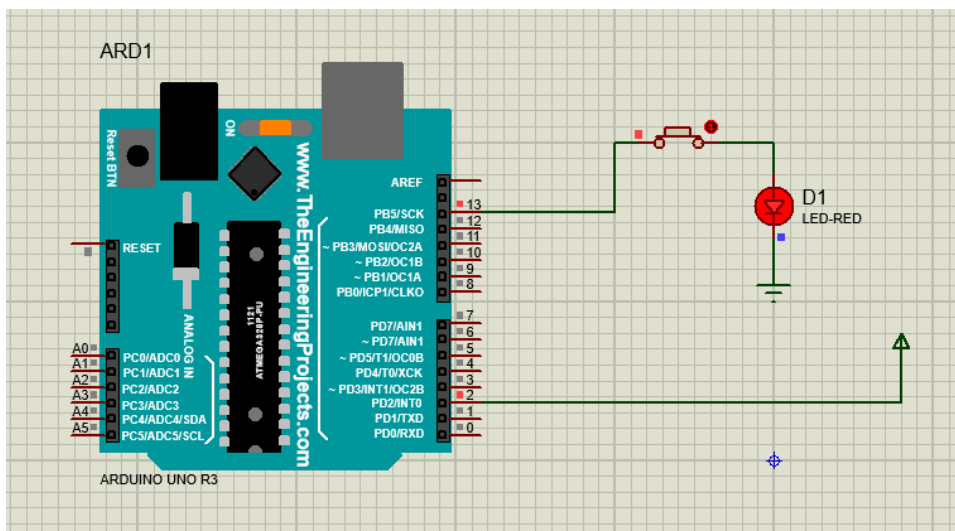 ARD1
Reset BTN
ON
www.TheEngineeringProjects.com
AREF
PB5/SCK 13
PB4/MISO 12
~ PB3/MOSI/OC2A 11
~ PB2/OC1B 10
~ PB1/OC1A 9
PB0/ICP1/CLKO 8
RESET
1121
ATMEGA328P-PU
ANALOG IN
PD7/AIN1 7
~ PD7/AIN1 6
~ PD5/T1/OC0B 5
PD4/T0/XCK 4
~ PD3/INT1/OC2B 3
PD2/INT0 2
PD1/TXD 1
PD0/RXD 0
A0 PC0/ADC0
A1 PC1/ADC1
A2 PC2/ADC2
A3 PC3/ADC3
A4 PC4/ADC4/SDA
A5 PC5/ADC5/SCL
ARDUINO UNO R3
D1
LED-RED